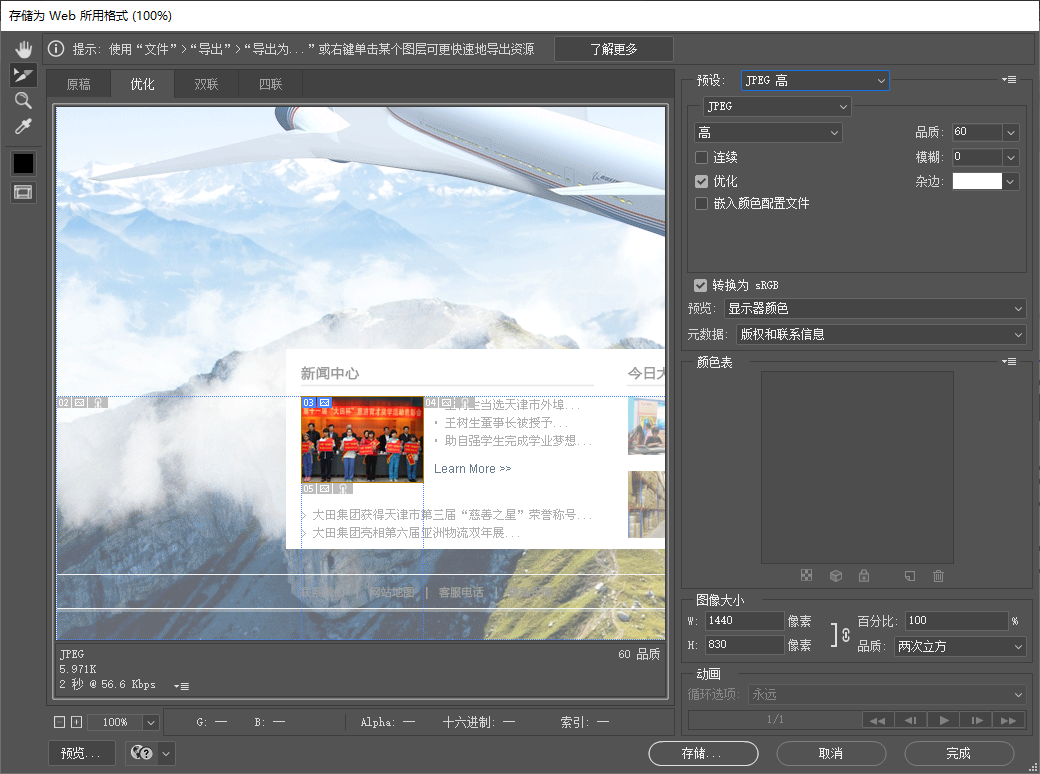 存储为 Web 所用格式 (100%)
提示: 使用“文件”>“导出”>“导出为...”或右键单击某个图层可更快速地导出资源
了解更多
原稿
优化
双联
四联
新闻中心
今日大
02
03
04
05
王树生当选天津市外埠...
· 王树生董事长被授予...
· 助自强学生完成学业梦想...
Learn More >>
> 大田集团获得天津市第三届“慈善之星”荣誉称号...
> 大田集团亮相第六届亚洲物流双年展...
网站地图 | 客服电话 |
JPEG
5.971K
2 秒 @ 56.6 Kbps
60 品质
100%
G: —
B: —
Alpha: —
十六进制: —
索引: —
预览...
预设:
JPEG 高
JPEG
高
品质: 60
连续
模糊: 0
优化
杂边:
嵌入颜色配置文件
转换为 sRGB
预览: 显示器颜色
元数据: 版权和联系信息
颜色表
图像大小
W: 1440 像素
百分比: 100 %
H: 830 像素
品质: 两次立方
动画
循环选项: 永远
1/1
存储...
取消
完成